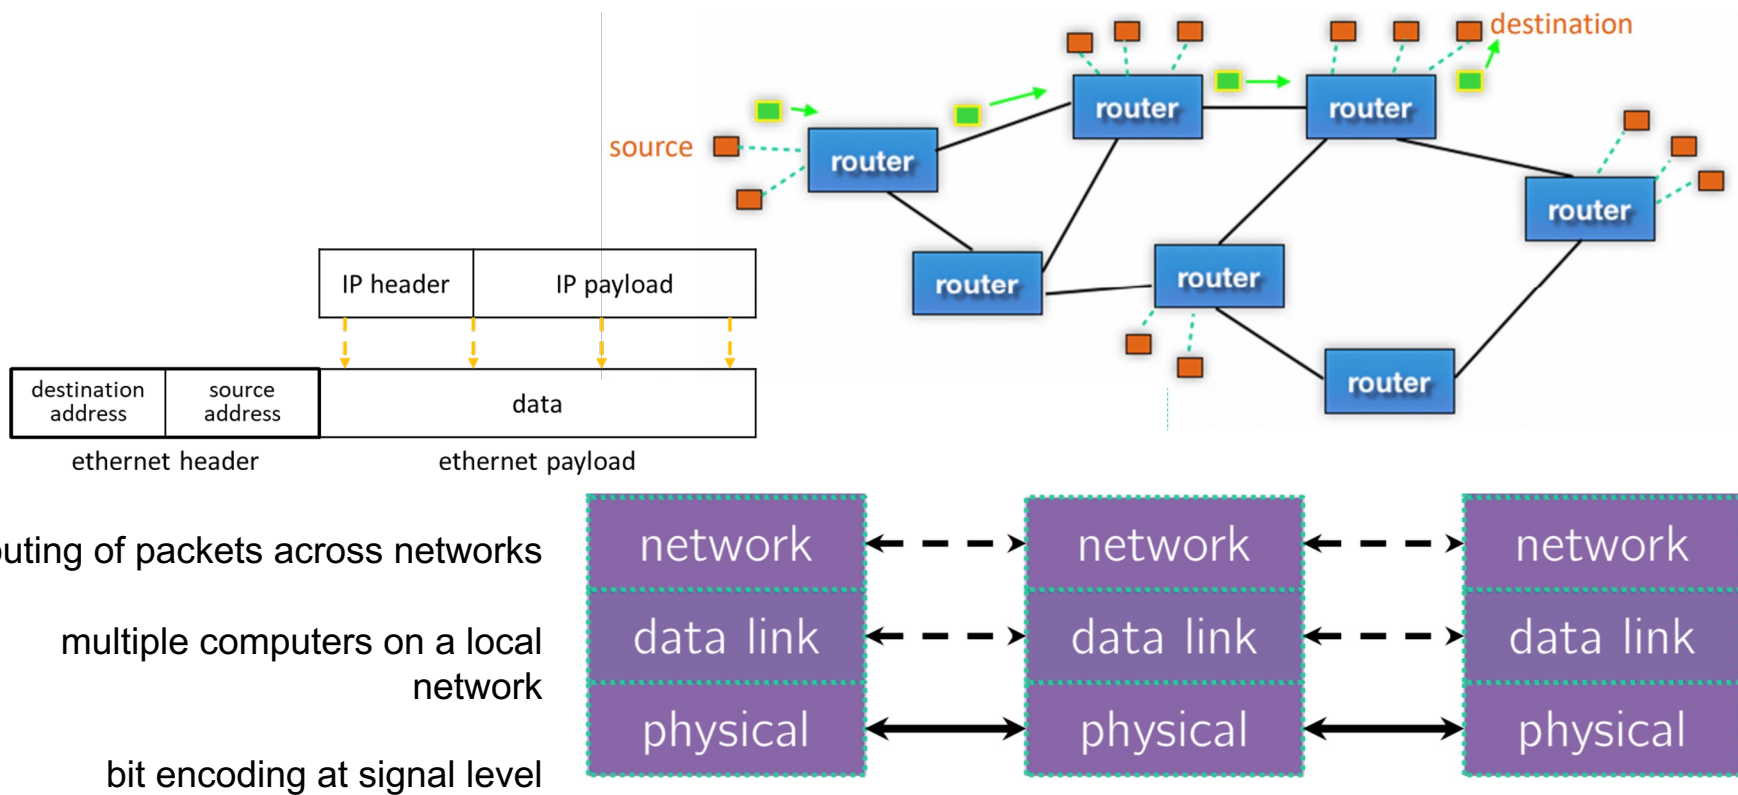 destination
router
router
source
router
router
IP header
IP payload
router
router
destination
address
source
address
data
router
ethernet header
ethernet payload
of packets across networks
network
network
network
multiple computers on a local
network
data link
data link
data link
physical
physical
physical
bit encoding at signal level